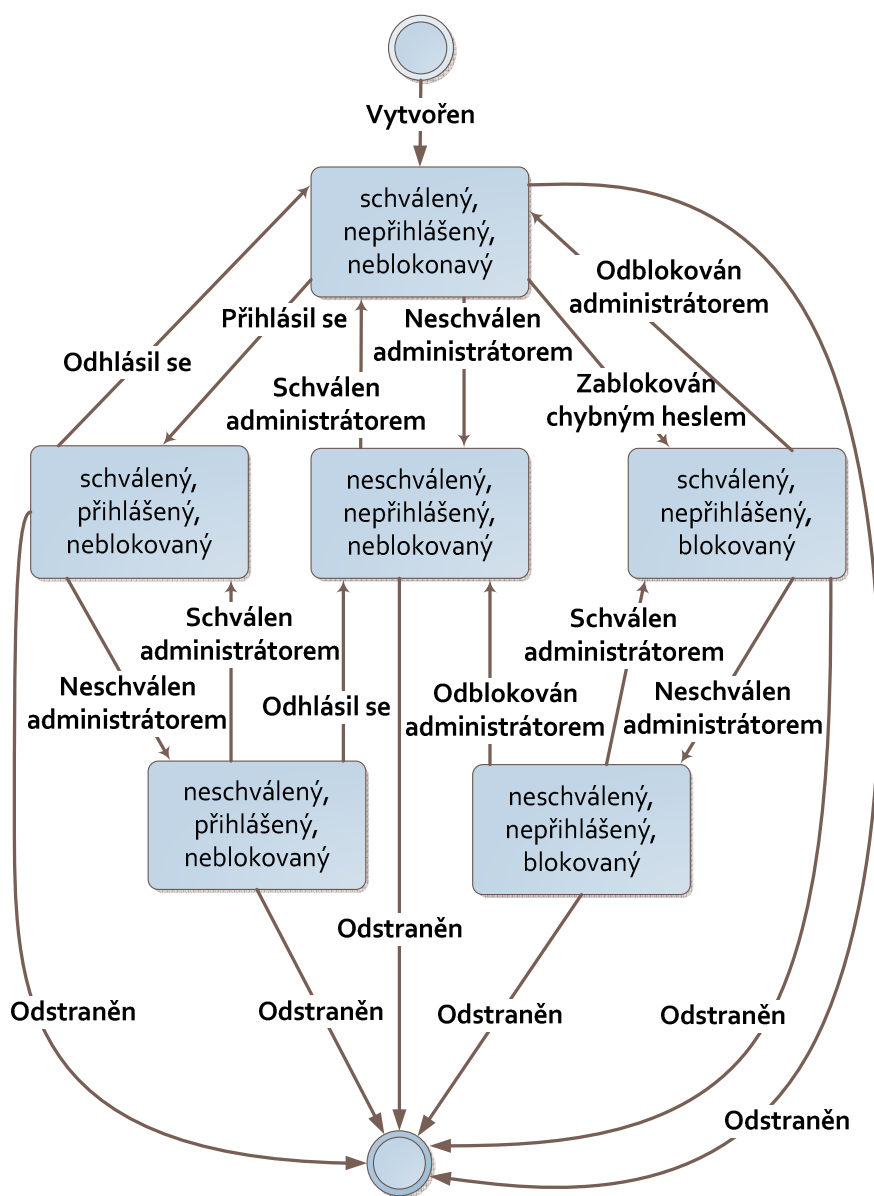 Vytvořen
schválený,
nepřihlášený,
neblokonavý
Odblokován
administrátorem
Přihlásil se
Neschválen
administrátorem
Odhlásil se
Schválen
administrátorem
Zablokován
chybným heslem
schválený,
přihlášený,
neblokovaný
neschválený,
nepřihlášený,
neblokovaný
schválený,
nepřihlášený,
blokovaný
Schválen
administrátorem
Schválen
administrátorem
Neschválen
administrátorem
Odhlásil se
Odblokován
administrátorem
Neschválen
administrátorem
neschválený,
přihlášený,
neblokovaný
neschválený,
nepřihlášený,
blokovaný
Odstraněn
Odstraněn
Odstraněn
Odstraněn
Odstraněn
Odstraněn